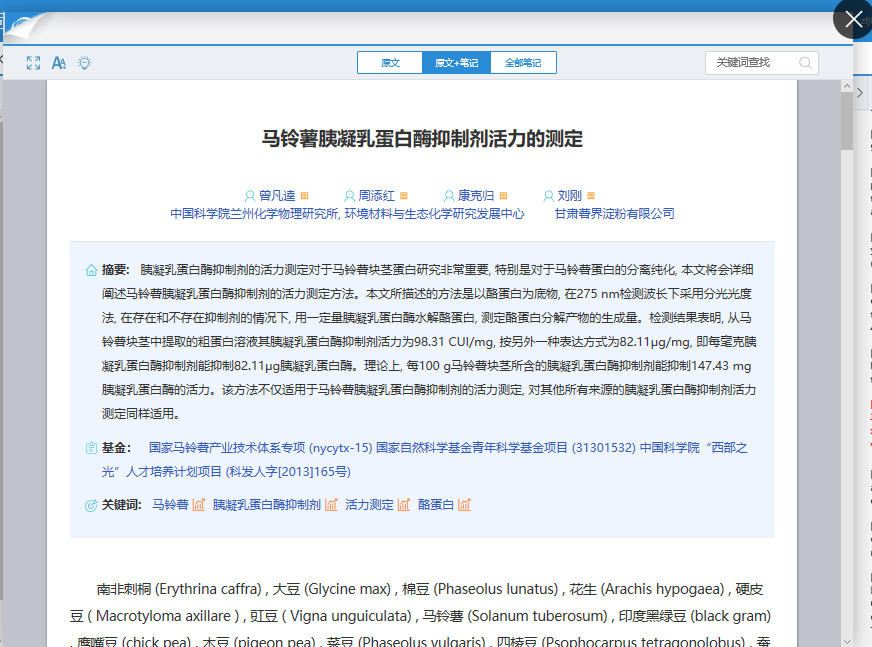 原文
原文+笔记
全部笔记
关键词查找
马铃薯胰凝乳蛋白酶抑制剂活力的测定
曾凡逵 周添红 康克归 刘刚
中国科学院兰州化学物理研究所, 环境材料与生态化学研究发展中心 甘肃薯界淀粉有限公司
摘要: 胰凝乳蛋白酶抑制剂的活力测定对于马铃薯块茎蛋白研究非常重要, 特别是对于马铃薯蛋白的分离纯化, 本文将会详细
阐述马铃薯胰凝乳蛋白酶抑制剂的活力测定方法。本文所描述的方法是以酪蛋白为底物, 在275 nm检测波长下采用分光光度
法, 在存在和不存在抑制剂的情况下, 用一定量胰凝乳蛋白酶水解酪蛋白, 测定酪蛋白分解产物的生成量。检测结果表明, 从马
铃薯块茎中提取的粗蛋白溶液其胰凝乳蛋白酶抑制剂活力为98.31 CUI/mg, 按另外一种表达方式为82.11μg/mg, 即每毫克胰
凝乳蛋白酶抑制剂能抑制82.11μg胰凝乳蛋白酶。理论上, 每100 g马铃薯块茎所含的胰凝乳蛋白酶抑制剂能抑制147.43 mg
胰凝乳蛋白酶的活力。该方法不仅适用于马铃薯胰凝乳蛋白酶抑制剂的活力测定, 对其他所有来源的胰凝乳蛋白酶抑制剂活力
测定同样适用。
基金: 国家马铃薯产业技术体系专项 (nycytx-15) 国家自然科学基金青年科学基金项目 (31301532) 中国科学院“西部之
光”人才培养计划项目 (科发人字[2013]165号)
关键词: 马铃薯 胰凝乳蛋白酶抑制剂 活力测定 酪蛋白
南非刺桐 (Erythrina caffra) , 大豆 (Glycine max) , 棉豆 (Phaseolus lunatus) , 花生 (Arachis hypogaea) , 硬皮
豆 ( Macrotyloma axillare ) , 豇豆 ( Vigna unguiculata) , 马铃薯 (Solanum tuberosum) , 印度黑绿豆 (black gram)
, 鹰嘴豆 (chick pea) , 木豆 (pigeon pea) , 菜豆 (Phaseolus vulgaris) , 四棱豆 (Psophocarpus tetragonolobus) , 蚕